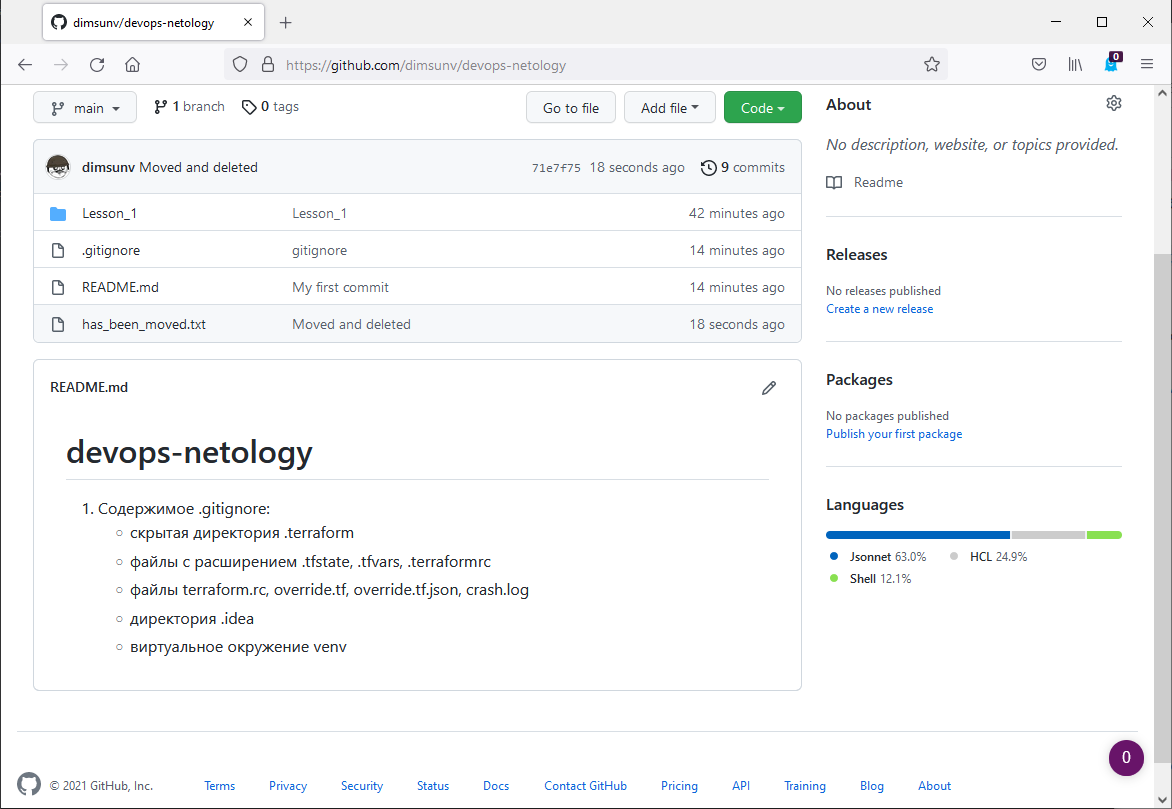 dimsunv/devops-netology
https://github.com/dimsunv/devops-netology
0
main
1 branch
0 tags
Go to file
Add file
Code
dimsunv Moved and deleted 71e7f75 18 seconds ago 9 commits
Lesson_1 Lesson_1 42 minutes ago
.gitignore gitignore 14 minutes ago
README.md My first commit 14 minutes ago
has_been_moved.txt Moved and deleted 18 seconds ago
README.md
devops-netology
1. Содержимое .gitignore:
○ скрытая директория .terraform
○ файлы с расширением .tfstate, .tfvars, .terraformrc
○ файлы terraform.rc, override.tf, override.tf.json, crash.log
○ директория .idea
○ виртуальное окружение venv
About
No description, website, or topics provided.
Readme
Releases
No releases published
Create a new release
Packages
No packages published
Publish your first package
Languages
Jsonnet 63.0% HCL 24.9%
Shell 12.1%
0
© 2021 GitHub, Inc. Terms Privacy Security Status Docs Contact GitHub Pricing API Training Blog About